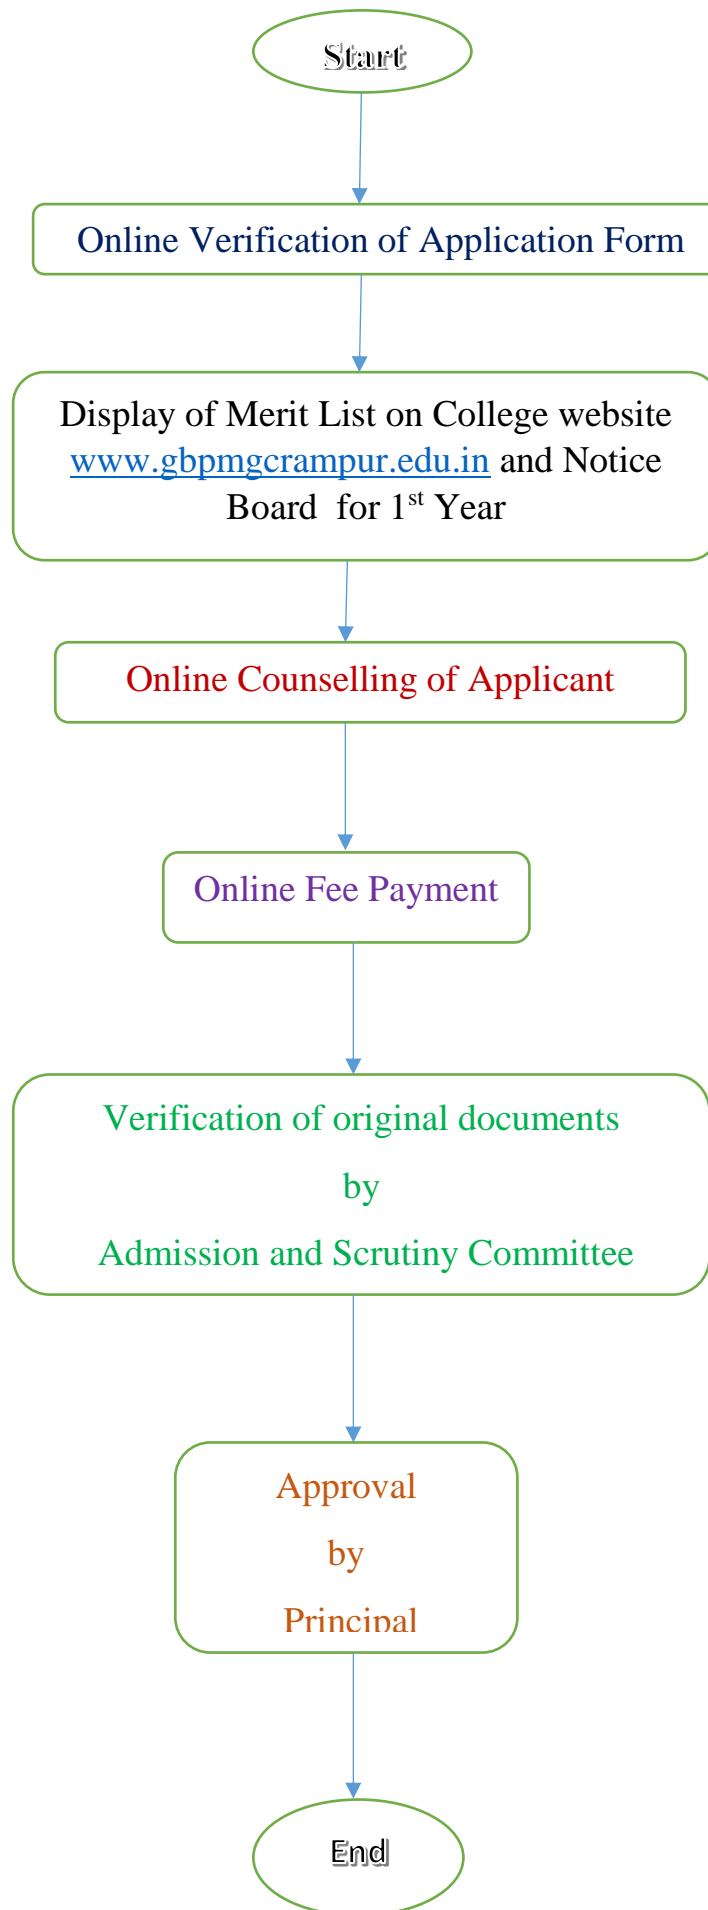 Start
Online Verification of Application Form
Display of Merit List on College website
www.gbpmgcrampur.edu.in and Notice
Board for 1st Year
Online Counselling of Applicant
Online Fee Payment
Verification of original documents
by
Admission and Scrutiny Committee
Approval
by
Principal
End